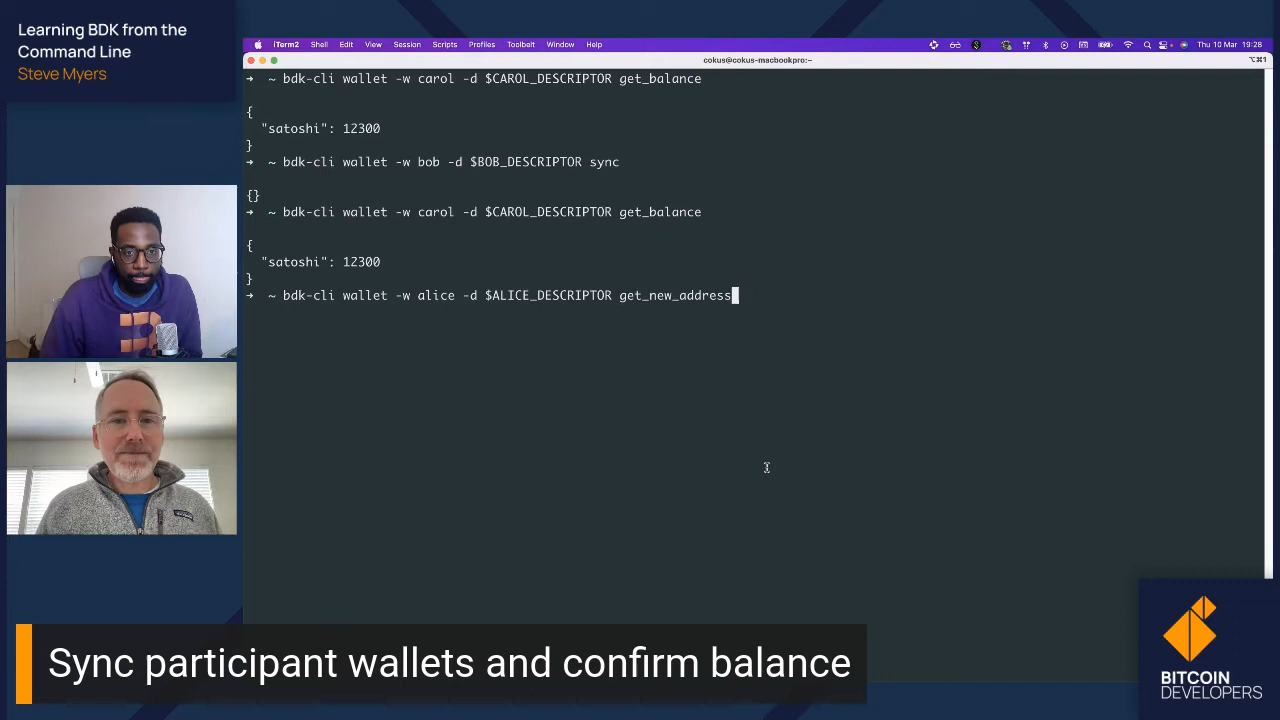 Learning BDK from the
Command Line
Steve Myers
iTerm2 Shell Edit View Session Scripts Profiles Toolbelt Window Help Thu 10 Mar 19:28
cokus@cokus-macbookpro:~ ⌥⌘1
➜ ~ bdk-cli wallet -w carol -d $CAROL_DESCRIPTOR get_balance
{
"satoshi": 12300
}
➜ ~ bdk-cli wallet -w bob -d $BOB_DESCRIPTOR sync
{}
➜ ~ bdk-cli wallet -w carol -d $CAROL_DESCRIPTOR get_balance
{
"satoshi": 12300
}
➜ ~ bdk-cli wallet -w alice -d $ALICE_DESCRIPTOR get_new_address
Sync participant wallets and confirm balance
BITCOIN
DEVELOPERS